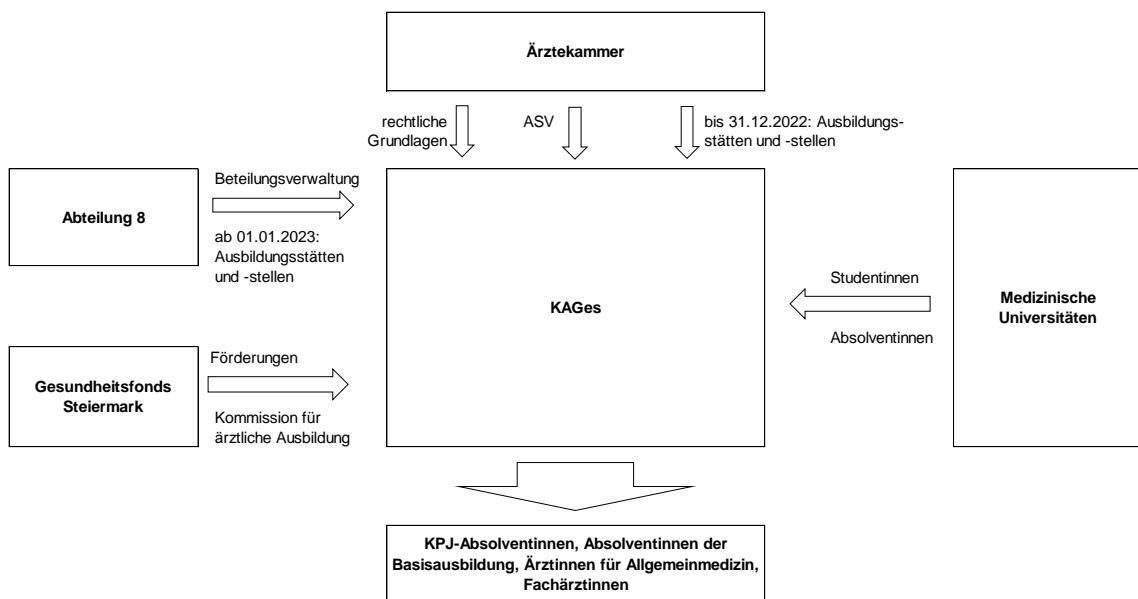 Ärztekammer
rechtliche
Grundlagen
ASV
bis 31.12.2022: Ausbildungs-
stätten und -stellen
Abteilung 8
Beteilungsverwaltung
ab 01.01.2023:
Ausbildungsstätten
und -stellen
KAGes
Studentinnen
Absolventinnen
Medizinische
Universitäten
Gesundheitsfonds
Steiermark
Förderungen
Kommission für
ärztliche Ausbildung
KPJ-Absolventinnen, Absolventinnen der
Basisausbildung, Ärztinnen für Allgemeinmedizin,
Fachärztinnen